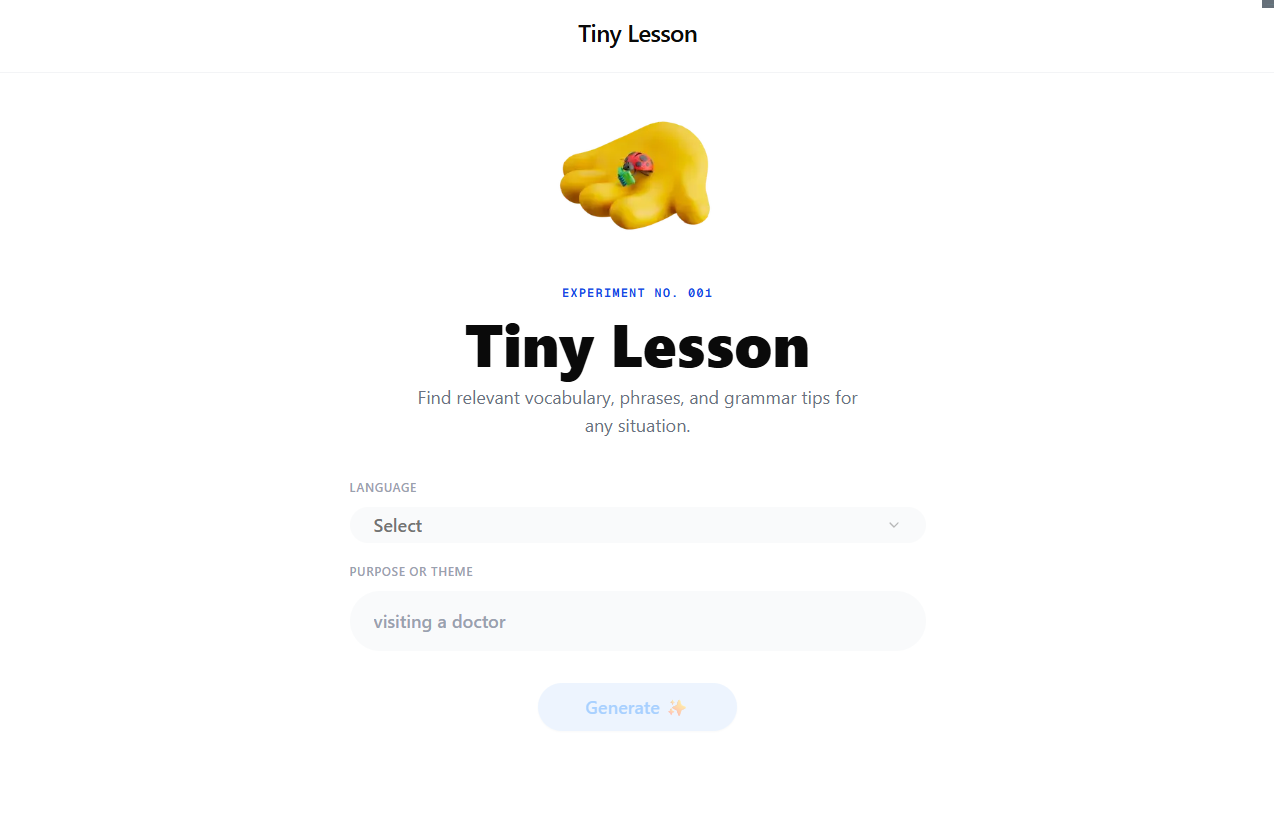 Tiny Lesson
EXPERIMENT NO. 001
Tiny Lesson
Find relevant vocabulary, phrases, and grammar tips for
any situation.
LANGUAGE
Select
PURPOSE OR THEME
visiting a doctor
Generate ✨